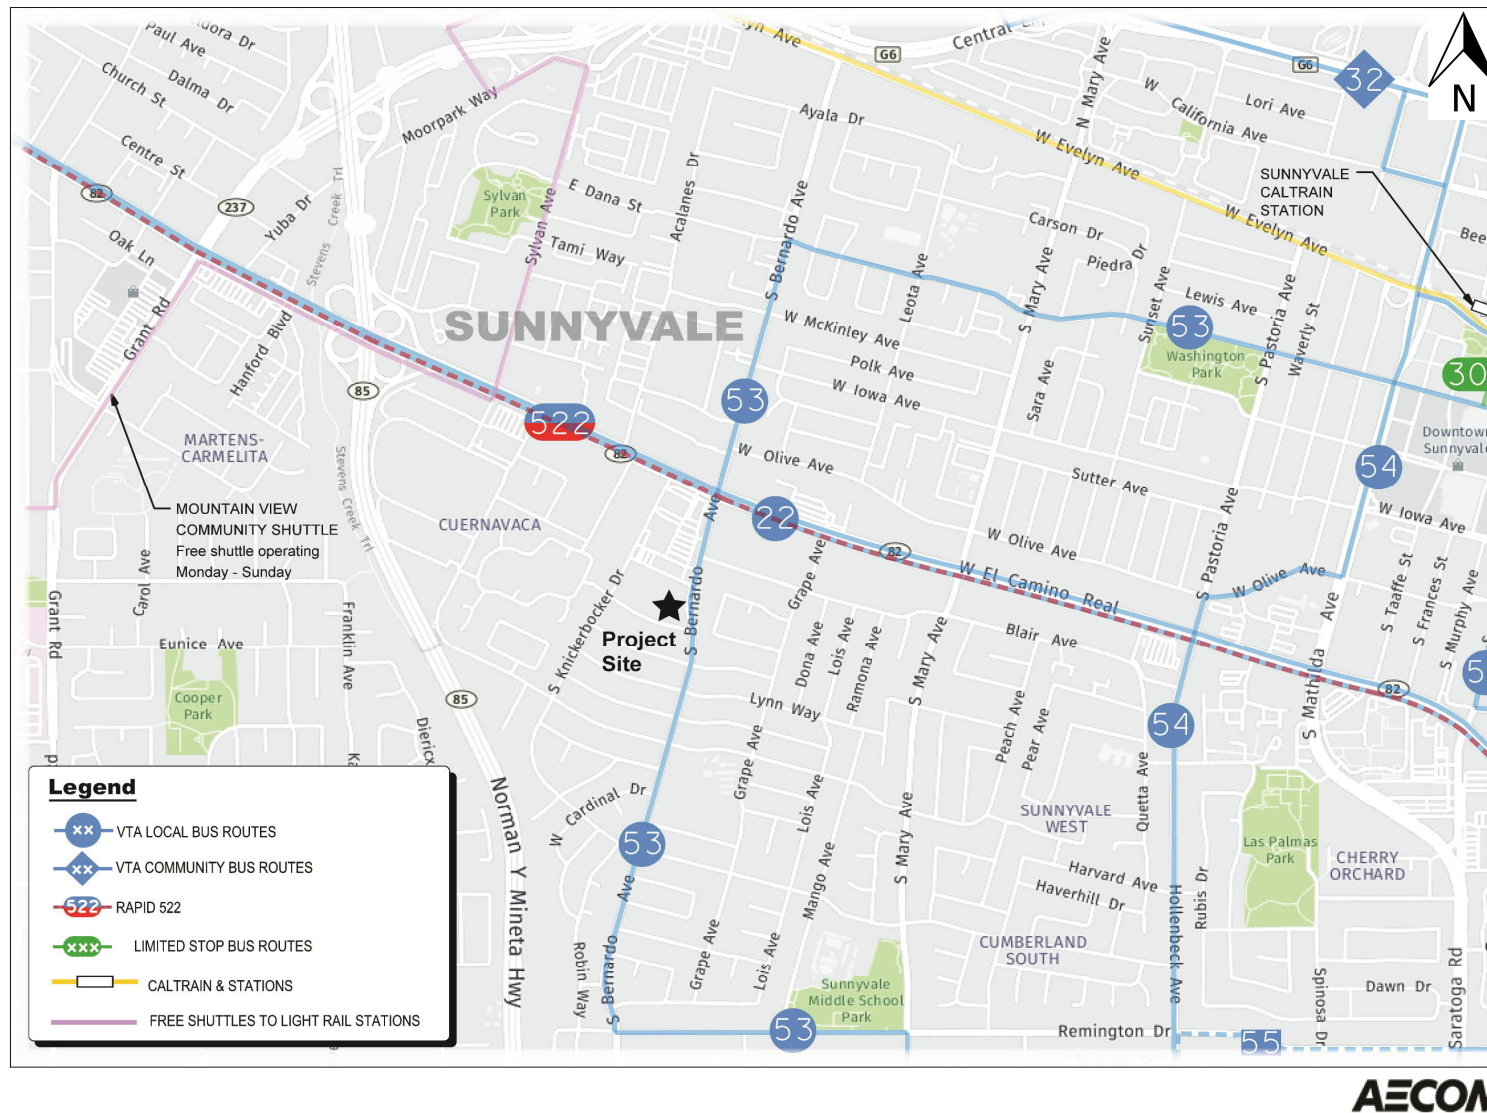 Paul Ave
Dalma Dr
Church St
Centre St
Moorpark Way
Central
G6
G6
32
N
W Evelyn Ave
W Evelyn Ave
N Mary Ave
W California Ave
Lori Ave
Ayala Dr
SUNNYVALE
CALTRAIN
STATION
82
237
Yuba Dr
Oak Ln
Stevens Creek Trl
Sylvan
Park
Sylvan Ave
E Dana St
Tami Way
Acalanes Dr
S Bernardo Ave
Leota Ave
Carson Dr
Piedra Dr
S Mary Ave
Sunset Ave
Lewis Ave
S Pastoria Ave
Waverly St
53
Washington
Park
30
Grant Rd
Hanford Blvd
85
SUNNYVALE
W McKinley Ave
Polk Ave
W Iowa Ave
Sara Ave
53
522
82
W Olive Ave
Sutter Ave
54
Downtown
Sunnyvale
W Iowa Ave
MARTENS-
CARMELITA
Stevens Creek Trl
MOUNTAIN VIEW
COMMUNITY SHUTTLE
Free shuttle operating
Monday - Sunday
CUERNAVACA
Ave
22
82
W Olive Ave
W El Camino Real
S Pastoria Ave
W Olive Ave
S Taaffe St
S Frances St
S Murphy Ave
Carol Ave
Grant Rd
Eunice Ave
Franklin Ave
Cooper
Park
S Knickerbocker Dr
Project
Site
S Bernardo
Grape Ave
Dona Ave
Lois Ave
Ramona Ave
S Mary Ave
Blair Ave
Lynn Way
Peach Ave
Pear Ave
54
S Mathilda Ave
82
85
Grape Ave
Lois Ave
Quetta Ave
SUNNYVALE
WEST
Las Palmas
Park
CHERRY
ORCHARD
W Cardinal Dr
53
Norman Y Mineta Hwy
Mango Ave
S Mary Ave
Harvard Ave
Haverhill Dr
Rubis Dr
Hollenbeck Ave
CUMBERLAND
SOUTH
S Bernardo Ave
Robin Way
Grape Ave
Lois Ave
Sunnyvale
Middle School
Park
53
Remington Dr
55
Spinosa Dr
Dawn Dr
Saratoga Rd
Legend
×× VTA LOCAL BUS ROUTES
×× VTA COMMUNITY BUS ROUTES
522 RAPID 522
××× LIMITED STOP BUS ROUTES
CALTRAIN & STATIONS
FREE SHUTTLES TO LIGHT RAIL STATIONS
AECOM